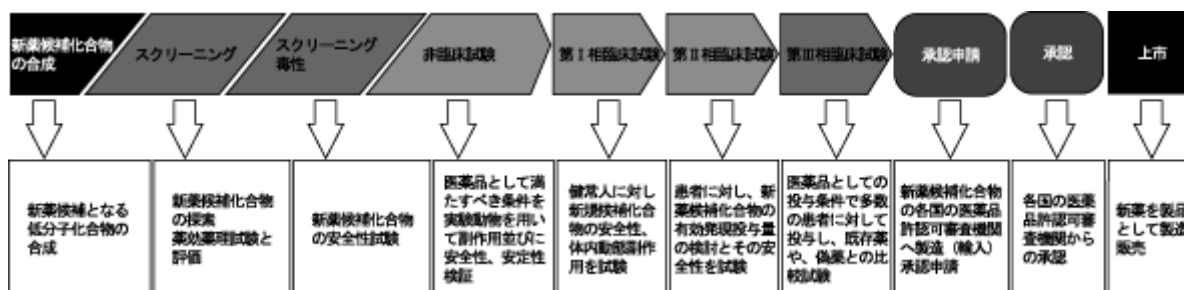 新薬候補化合物
の合成
スクリーニング
スクリーニング
毒性
非臨床試験
第Ⅰ相臨床試験
第Ⅱ相臨床試験
第Ⅲ相臨床試験
承認申請
承認
上市
新薬候補となる
低分子化合物の
合成
新薬候補化合物
の探索
薬効薬理試験と
評価
新薬候補化合物
の安全性試験
医薬品として満
たすべき条件を
実験動物を用い
て副作用並びに
安全性、安定性
検証
健常人に対し
新規候補化合
物の安全性、
体内動態副作
用を試験
患者に対し、新
薬候補化合物の
有効発現投与量
の検討とその安
全性を試験
医薬品としての
投与条件で多数
の患者に対して
投与し、既存薬
や、偽薬との比
較試験
新薬候補化合物
の各国の医薬品
許認可審査機関
へ製造（輸入）
承認申請
各国の医薬
品許認可審
査機関から
の承認
新薬を製品
として製造
販売